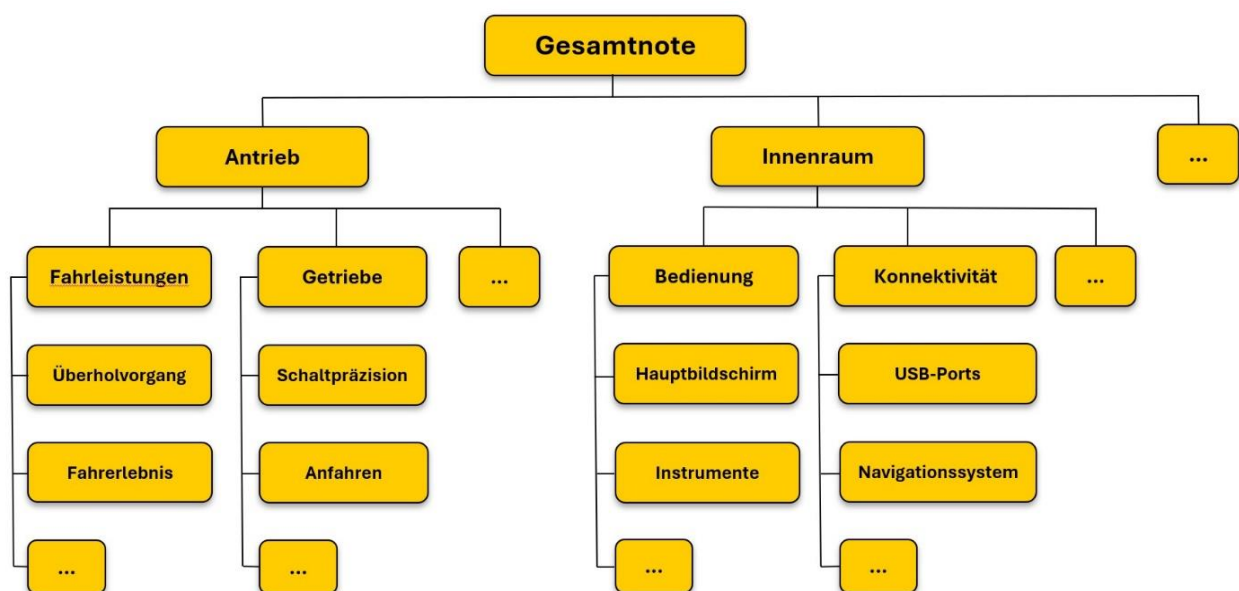 Gesamtnote
Antrieb
Innenraum
...
Fahrleistungen
Getriebe
...
Bedienung
Konnektivität
...
Überholvorgang
Schaltpräzision
Hauptbildschirm
USB-Ports
Fahrerlebnis
Anfahren
Instrumente
Navigationssystem
...
...
...
...